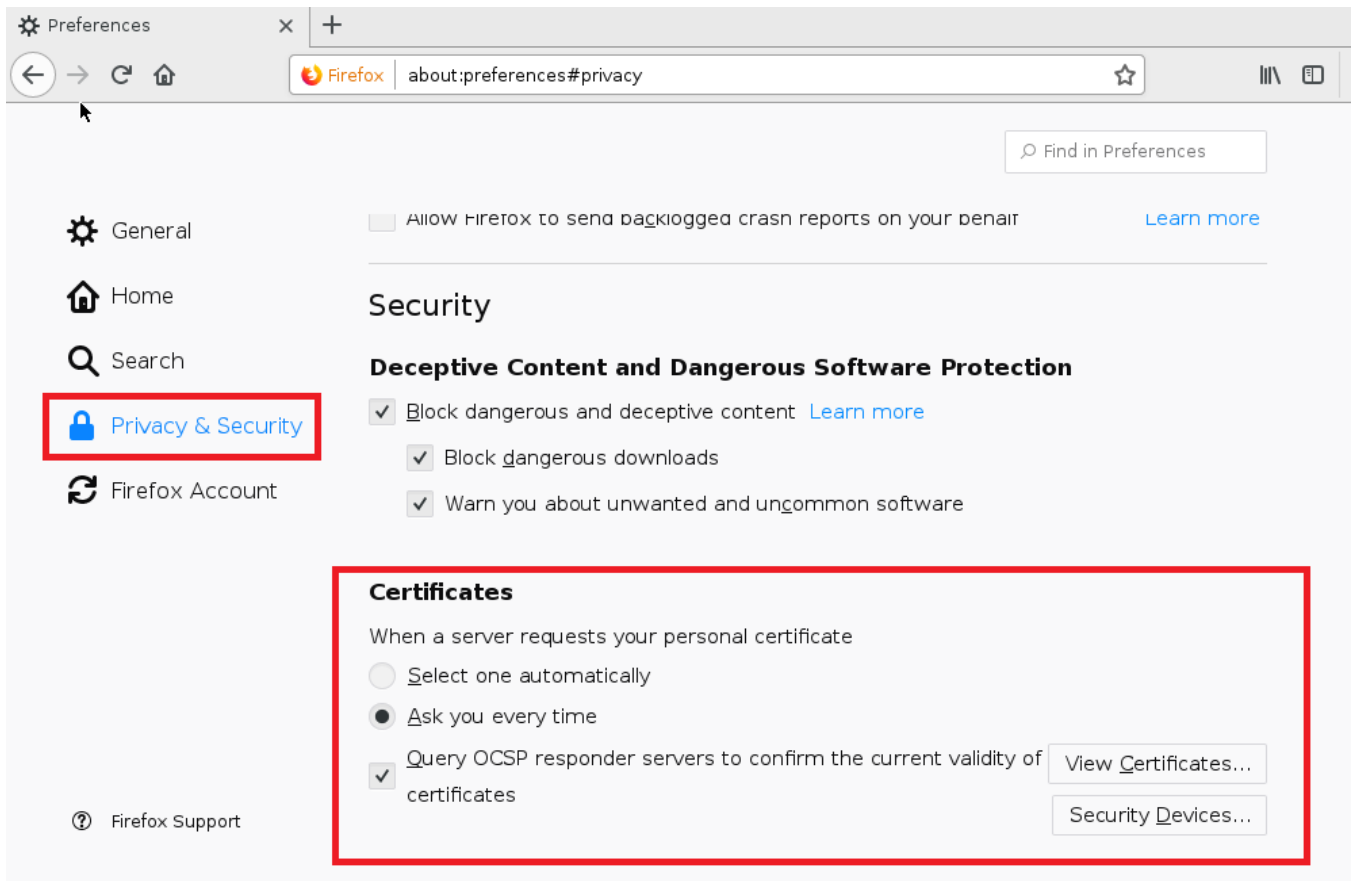 Preferences
Firefox about:preferences#privacy
Find in Preferences
Allow Firefox to send backlogged crash reports on your behalf Learn more
General
Home
Search
Privacy & Security
Firefox Account
Firefox Support
Security
Deceptive Content and Dangerous Software Protection
Block dangerous and deceptive content Learn more
Block dangerous downloads
Warn you about unwanted and uncommon software
Certificates
When a server requests your personal certificate
Select one automatically
Ask you every time
Query OCSP responder servers to confirm the current validity of
certificates
View Certificates...
Security Devices...